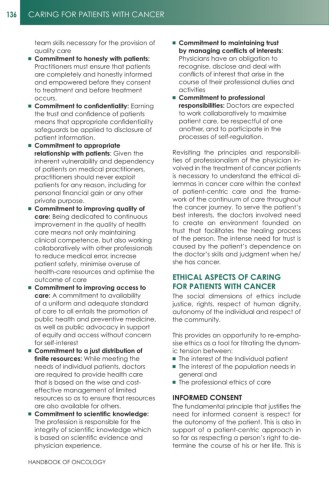 136 CARING FOR PATIENTS WITH CANCER
team skills necessary for the provision of
quality care
■ Commitment to honesty with patients:
Practitioners must ensure that patients
are completely and honestly informed
and empowered before they consent
to treatment and before treatment
occurs.
■ Commitment to confidentiality: Earning
the trust and confidence of patients
means that appropriate confidentiality
safeguards be applied to disclosure of
patient information.
■ Commitment to appropriate
relationship with patients: Given the
inherent vulnerability and dependency
of patients on medical practitioners,
practitioners should never exploit
patients for any reason, including for
personal financial gain or any other
private purpose.
■ Commitment to improving quality of
care: Being dedicated to continuous
improvement in the quality of health
care means not only maintaining
clinical competence, but also working
collaboratively with other professionals
to reduce medical error, increase
patient safety, minimise overuse of
health-care resources and optimise the
outcome of care
■ Commitment to improving access to
care: A commitment to availability
of a uniform and adequate standard
of care to all entails the promotion of
public health and preventive medicine,
as well as public advocacy in support
of equity and access without concern
for self-interest
■ Commitment to a just distribution of
finite resources: While meeting the
needs of individual patients, doctors
are required to provide health care
that is based on the wise and cost-
effective management of limited
resources so as to ensure that resources
are also available for others.
■ Commitment to scientific knowledge:
The profession is responsible for the
integrity of scientific knowledge which
is based on scientific evidence and
physician experience.
■ Commitment to maintaining trust
by managing conflicts of interests:
Physicians have an obligation to
recognise, disclose and deal with
conflicts of interest that arise in the
course of their professional duties and
activities
■ Commitment to professional
responsibilities: Doctors are expected
to work collaboratively to maximise
patient care, be respectful of one
another, and to participate in the
processes of self-regulation.
Revisiting the principles and responsibili-
ties of professionalism of the physician in-
volved in the treatment of cancer patients
is necessary to understand the ethical di-
lemmas in cancer care within the context
of patient-centric care and the frame-
work of the continuum of care throughout
the cancer journey. To serve the patient's
best interests, the doctors involved need
to create an environment founded on
trust that facilitates the healing process
of the person. The intense need for trust is
caused by the patient's dependence on
the doctor's skills and judgment when he/
she has cancer.
ETHICAL ASPECTS OF CARING
FOR PATIENTS WITH CANCER
The social dimensions of ethics include
justice, rights, respect of human dignity,
autonomy of the individual and respect of
the community.
This provides an opportunity to re-empha-
sise ethics as a tool for titrating the dynam-
ic tension between:
■ The interest of the individual patient
■ The interest of the population needs in
general and
■ The professional ethics of care
INFORMED CONSENT
The fundamental principle that justifies the
need for informed consent is respect for
the autonomy of the patient. This is also in
support of a patient-centric approach in
so far as respecting a person's right to de-
termine the course of his or her life. This is
HANDBOOK OF ONCOLOGY